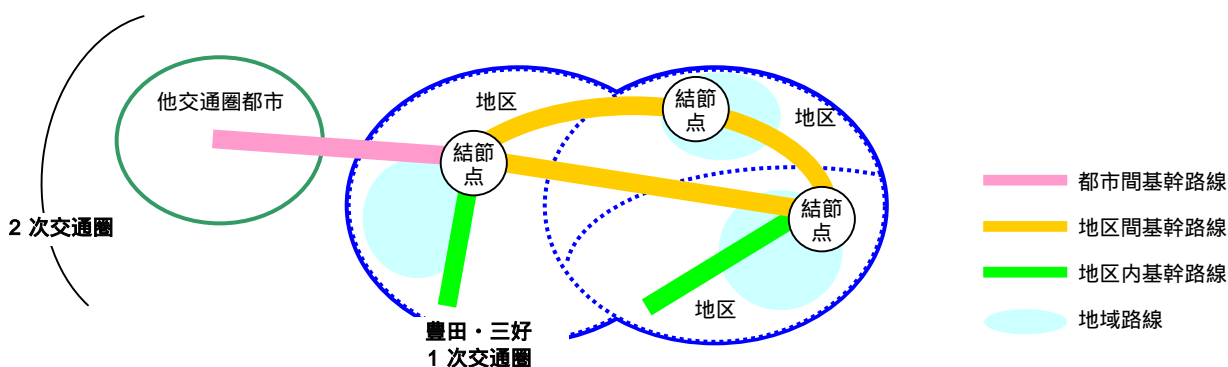 他交通圏都市
2 次交通圏
地区
結節
点
結節
点
地区
結節
点
地区
豊田・三好
1 次交通圏
都市間基幹路線
地区間基幹路線
地区内基幹路線
地域路線